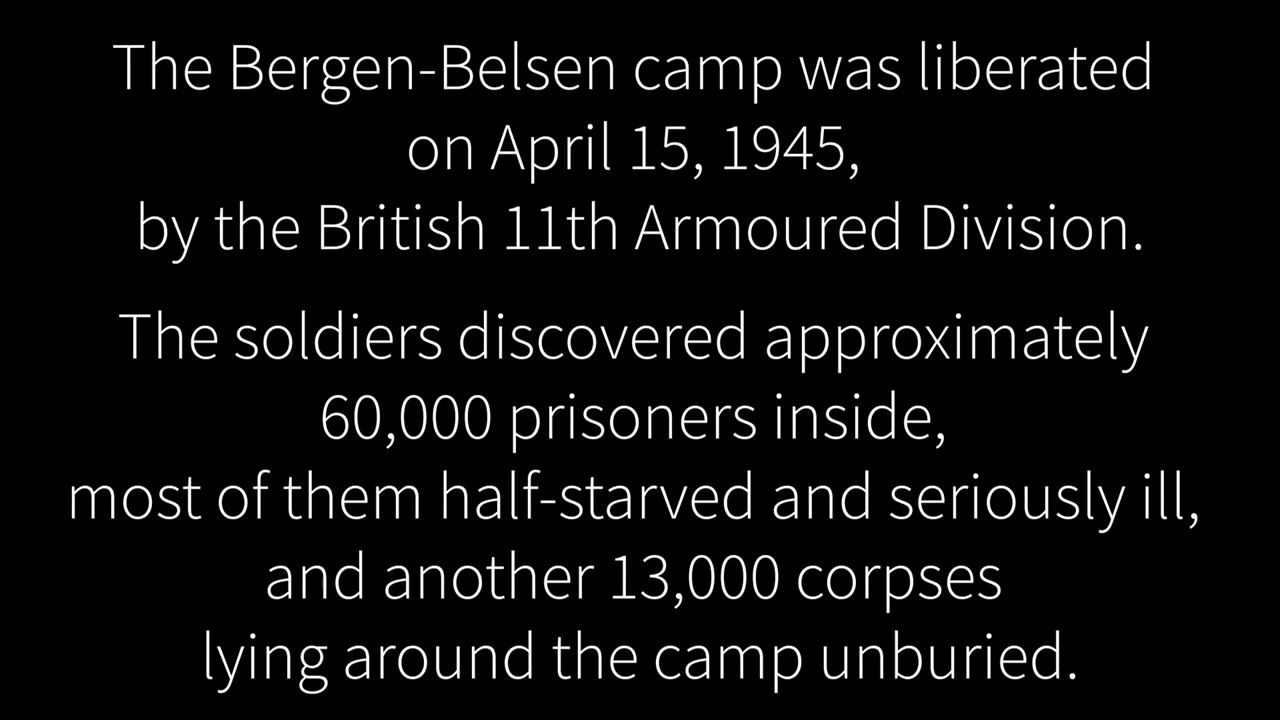 The Bergen-Belsen camp was liberated
on April 15, 1945,
by the British 11th Armoured Division.
The soldiers discovered approximately
60,000 prisoners inside,
most of them half-starved and seriously ill,
and another 13,000 corpses
lying around the camp unburied.